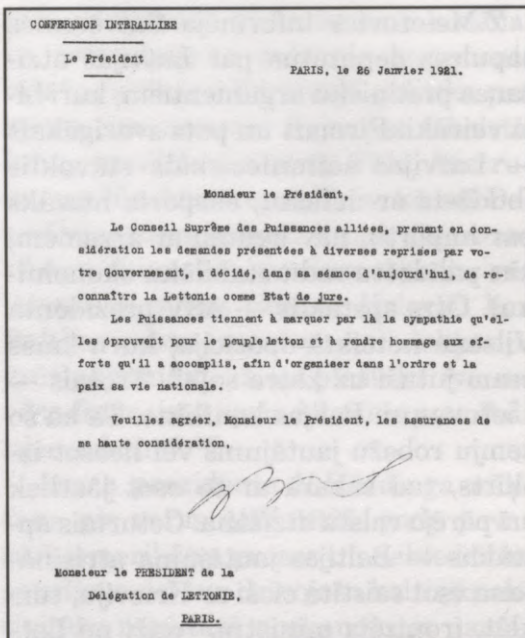 CONFERENCE INTERALLIEE
Le Président
PARIS, le 26 Janvier 1921.
Monsieur le Président,
Le Conseil Suprême des Puissances alliées, prenant en con-
sidération la demande présentée à diverses reprises par vo-
tre Gouvernement, a décidé, dans sa séance d'aujourd'hui, de re-
connaître la Lettonie comme Etat de jure.
Les Puissances alliées tiennent à marquer ainsi la sympathie qu'el-
les éprouvent pour le peuple letton et à rendre hommage aux ef-
forts qu'il a accomplis, afin d'organiser dans l'ordre et la
paix sa vie nationale.
Veuillez agréer, Monsieur le Président, les assurances de
ma haute considération.
Monsieur le PRESIDENT de la
Délégation de LETTONIE.
PARIS.